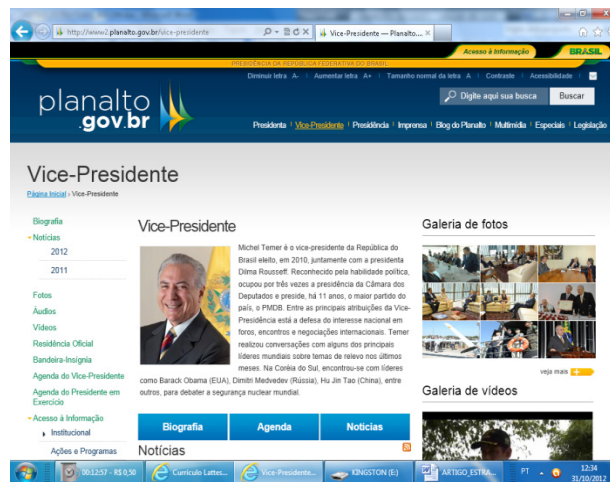 http://www2.planalto.gov.br/vice-presidente
Vice-Presidente — Planalto...
Acesso à Informação
BRASIL
PRESIDÊNCIA DA REPÚBLICA FEDERATIVA DO BRASIL
Diminuir letra A- | Aumentar letra A+ | Tamanho normal da letra A | Contraste | Acessibilidade
planalto
.gov.br
Digite aqui sua busca
Buscar
Presidenta | Vice-Presidente | Presidência | Imprensa | Blog do Planalto | Multimídia | Especiais | Legislação
Vice-Presidente
Página Inicial › Vice-Presidente
Biografia
Notícias
2012
2011
Fotos
Áudios
Vídeos
Residência Oficial
Bandeira-Insígnia
Agenda do Vice-Presidente
Agenda do Presidente em
Exercício
Acesso à Informação
Institucional
Ações e Programas
Vice-Presidente
Michel Temer é o vice-presidente da República do
Brasil eleito, em 2010, juntamente com a presidenta
Dilma Rousseff. Reconhecido pela habilidade política,
ocupou por três vezes a presidência da Câmara dos
Deputados e preside, há 11 anos, o maior partido do
país, o PMDB. Entre as principais atribuições da Vice-
Presidência está a defesa do interesse nacional em
foros, encontros e negociações internacionais. Temer
realizou conversações com alguns dos principais
líderes mundiais sobre temas de relevo nos últimos
meses. Na Coréia do Sul, encontrou-se com líderes
como Barack Obama (EUA), Dimitri Medvedev (Rússia), Hu Jin Tao (China), entre
outros, para debater a segurança nuclear mundial.
Biografia
Agenda
Notícias
Notícias
Galeria de fotos
veja mais
Galeria de vídeos
00:12:57 - R$ 0,50
Currículo Lattes...
Vice-Presidente...
KINGSTON (E:)
ARTIGO_ESTRA...
PT
12:34
31/10/2012